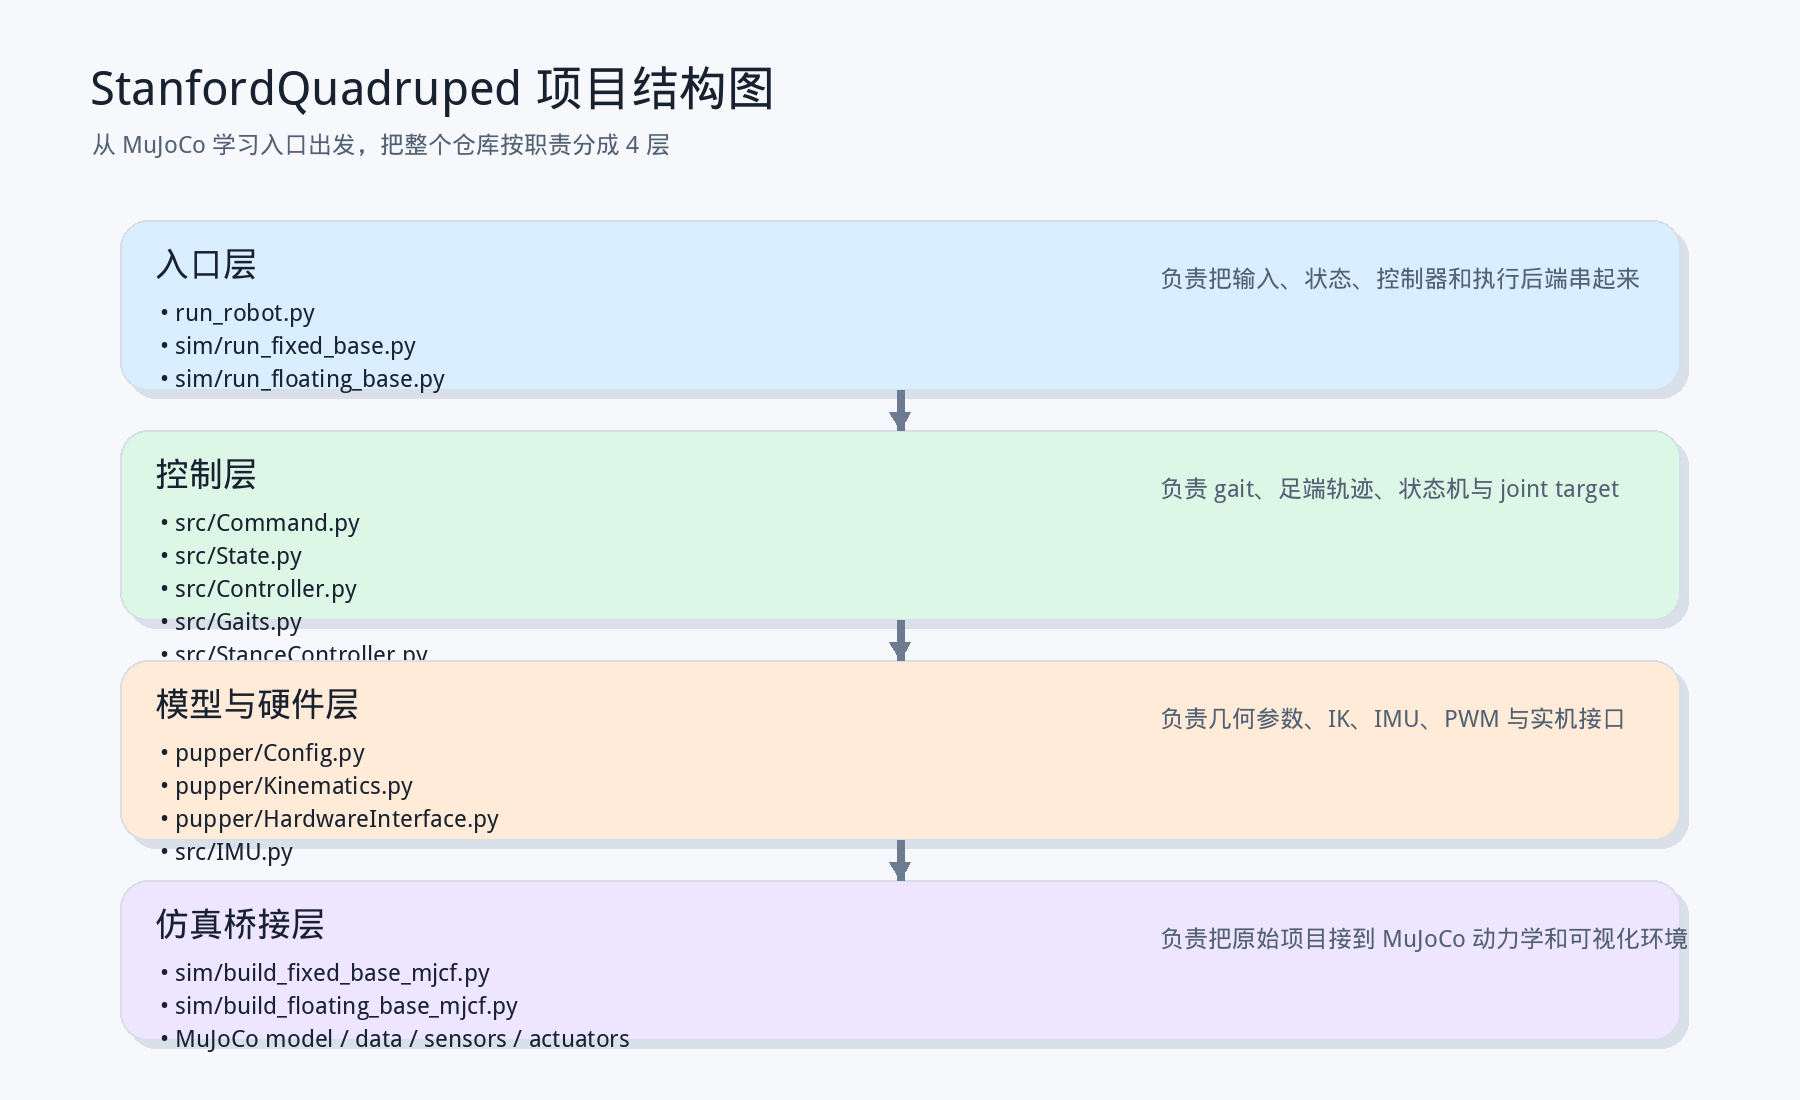 StanfordQuadruped 项目结构图
从 MuJoCo 学习入口出发，把整个仓库按职责分成 4 层
入口层
负责把输入、状态、控制器和执行后端串起来
• run_robot.py
• sim/run_fixed_base.py
• sim/run_floating_base.py
控制层
负责 gait、足端轨迹、状态机与 joint target
• src/Command.py
• src/State.py
• src/Controller.py
• src/Gaits.py
• src/StanceController.py
模型与硬件层
负责几何参数、IK、IMU、PWM 与实机接口
• pupper/Config.py
• pupper/Kinematics.py
• pupper/HardwareInterface.py
• src/IMU.py
仿真桥接层
负责把原始项目接到 MuJoCo 动力学和可视化环境
• sim/build_fixed_base_mjcf.py
• sim/build_floating_base_mjcf.py
• MuJoCo model / data / sensors / actuators